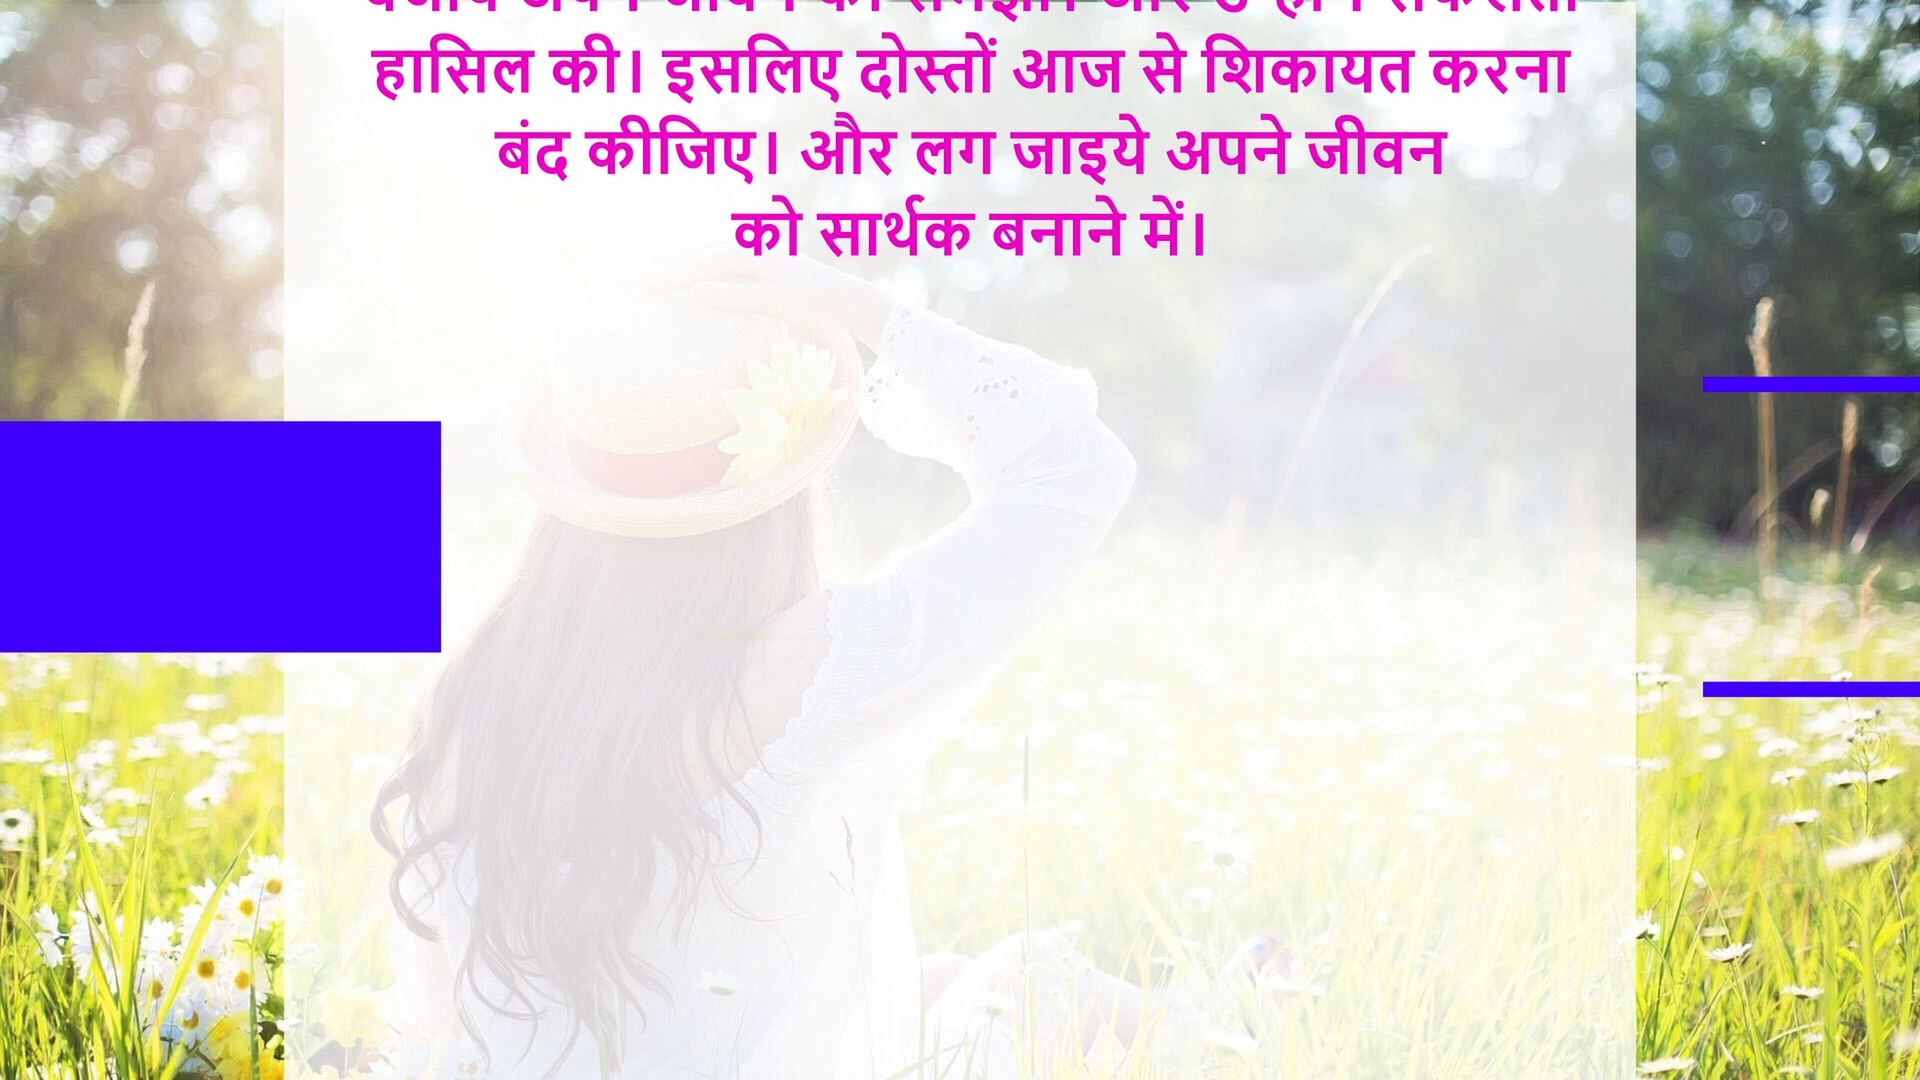 हासिल की। इसलिए दोस्तों आज से शिकायत करना
बंद कीजिए। और लग जाइये अपने जीवन
को सार्थक बनाने में।